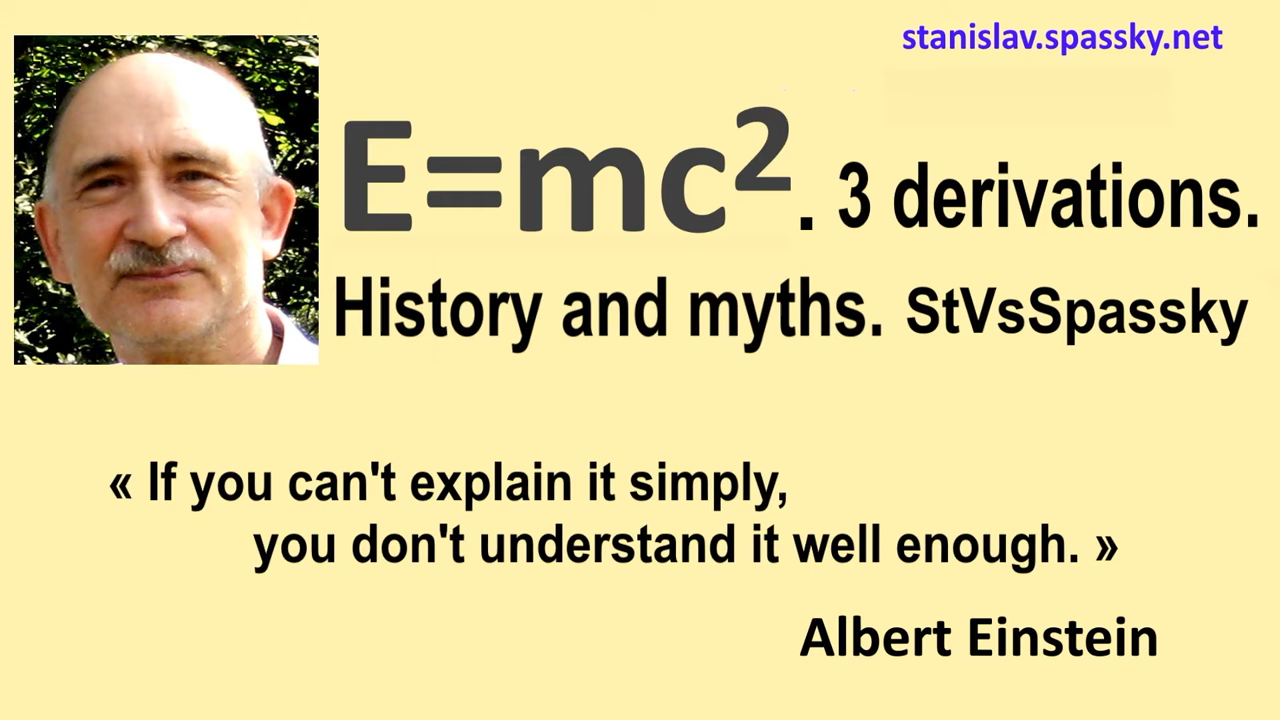 stanislav.spassky.net
E=mc². 3 derivations.
History and myths. StVsSpassky
« If you can't explain it simply,
you don't understand it well enough. »
Albert Einstein